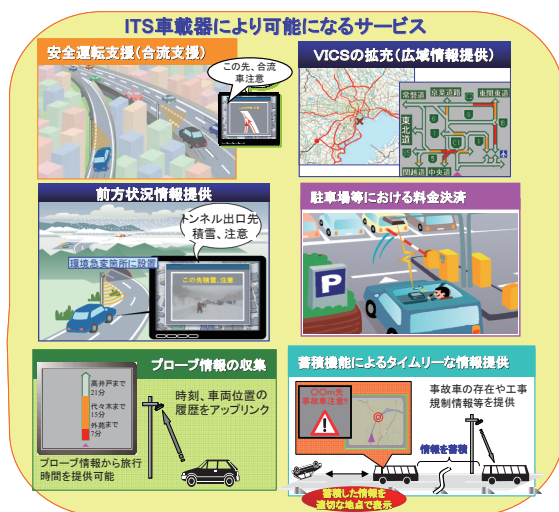 ITS車載器により可能になるサービス
安全運転支援(合流支援)
この先、合流
車注意
VICSの拡充(広域情報提供)
常磐道 京葉道路 東関東道
東北道
関越道 中央道
前方状況情報提供
トンネル出口先
積雪、注意
環境急変箇所に設置
この先積雪、注意
駐車場等における料金決済
P
プローブ情報の収集
高井戸まで
21分
代々木まで
15分
外苑まで
7分
時刻、車両位置の
履歴をアップリンク
プローブ情報から旅行
時間を提供可能
蓄積機能によるタイムリーな情報提供
〇〇m先
事故車注意!!
事故車の存在や工事
規制情報等を提供
情報を蓄積
蓄積した情報を
適切な地点で表示